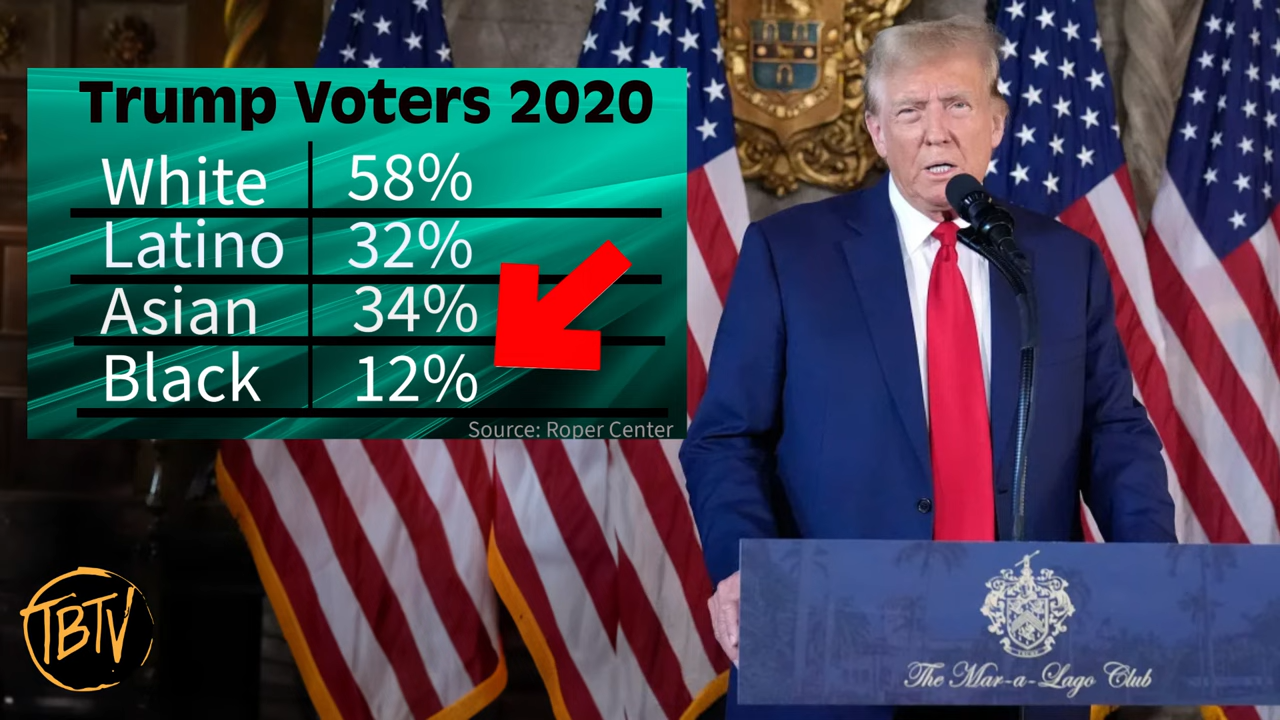 Trump Voters 2020
White 58%
Latino 32%
Asian 34%
Black 12%
Source: Roper Center
TBTV
The Mar-a-Lago Club